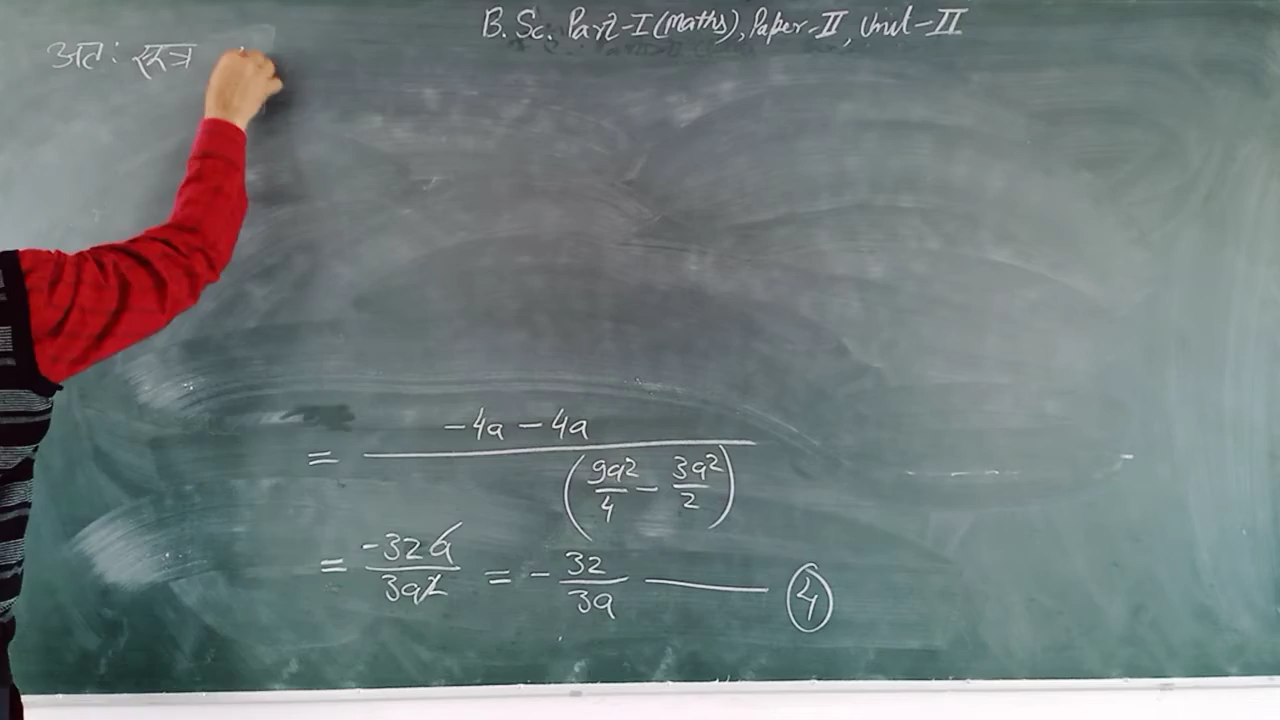 B.Sc. Part-I (Maths), Paper-II, Unit-II
अतः सूत्र
= (-4a - 4a) / (9a²/4 - 3a²/2)
= -32a/3a² = -32/3a ——— ④